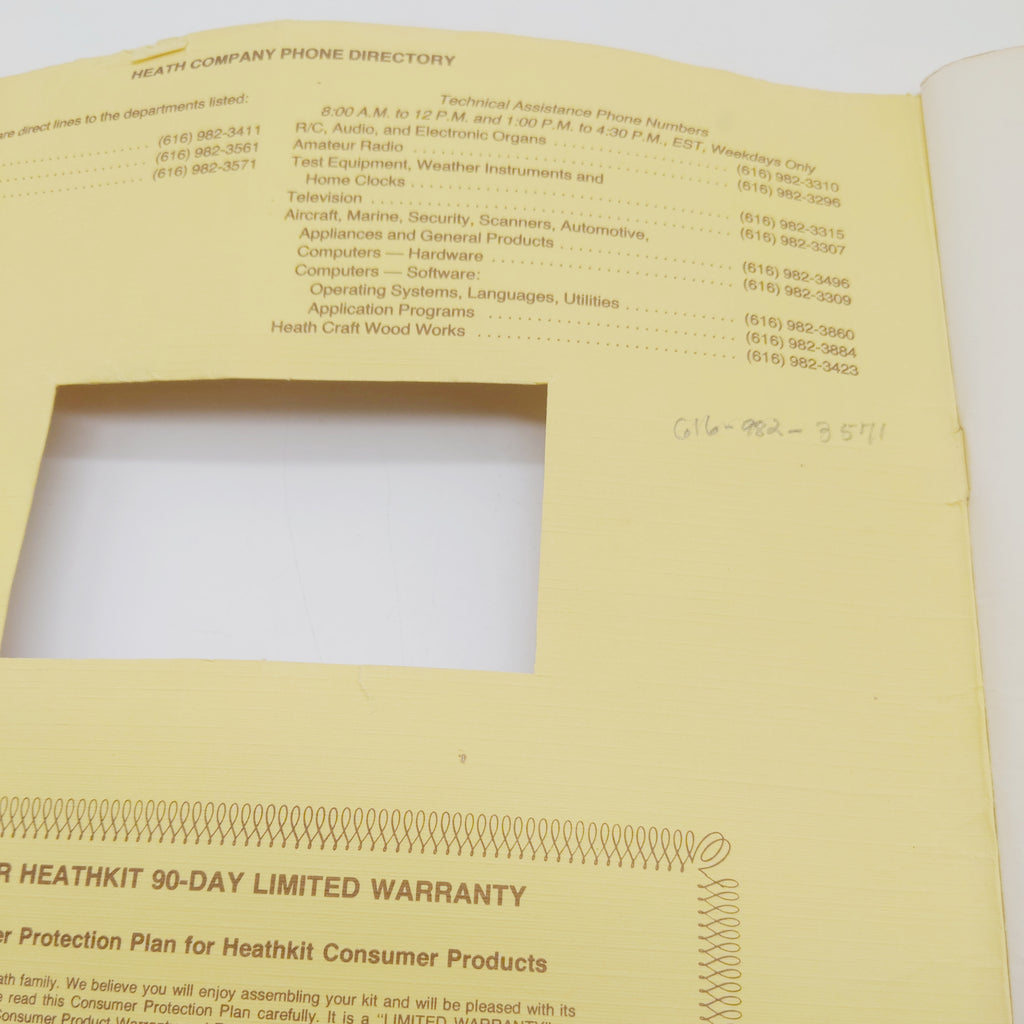 HEATH COMPANY PHONE DIRECTORY
are direct lines to the departments listed:
(616) 982-3411
(616) 982-3561
(616) 982-3571
Technical Assistance Phone Numbers
8:00 A.M. to 12 P.M. and 1:00 P.M. to 4:30 P.M., EST, Weekdays Only
R/C, Audio, and Electronic Organs (616) 982-3310
Amateur Radio (616) 982-3296
Test Equipment, Weather Instruments and
Home Clocks (616) 982-3315
Television (616) 982-3307
Aircraft, Marine, Security, Scanners, Automotive,
Appliances and General Products (616) 982-3496
Computers — Hardware (616) 982-3309
Computers — Software:
Operating Systems, Languages, Utilities (616) 982-3860
Application Programs (616) 982-3884
Heath Craft Wood Works (616) 982-3423
616-982-3571
R HEATHKIT 90-DAY LIMITED WARRANTY
er Protection Plan for Heathkit Consumer Products
ath family. We believe you will enjoy assembling your kit and will be pleased with its
read this Consumer Protection Plan carefully. It is a "LIMITED WARRANTY"
Consumer Product